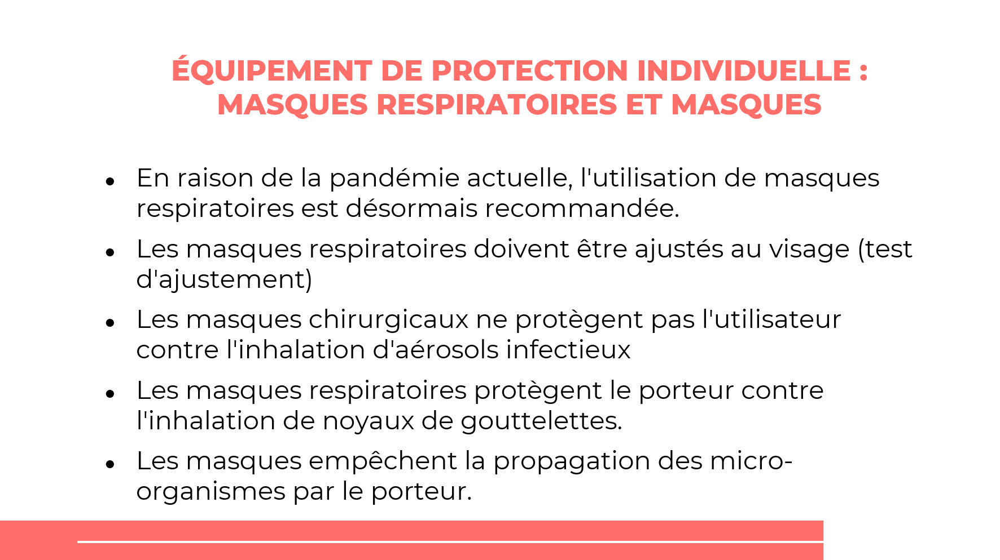 ÉQUIPEMENT DE PROTECTION INDIVIDUELLE :
MASQUES RESPIRATOIRES ET MASQUES
● En raison de la pandémie actuelle, l'utilisation de masques
respiratoires est désormais recommandée.
● Les masques respiratoires doivent être ajustés au visage (test
d'ajustement)
● Les masques chirurgicaux ne protègent pas l'utilisateur
contre l'inhalation d'aérosols infectieux
● Les masques respiratoires protègent le porteur contre
l'inhalation de noyaux de gouttelettes.
● Les masques empêchent la propagation des micro-
organismes par le porteur.